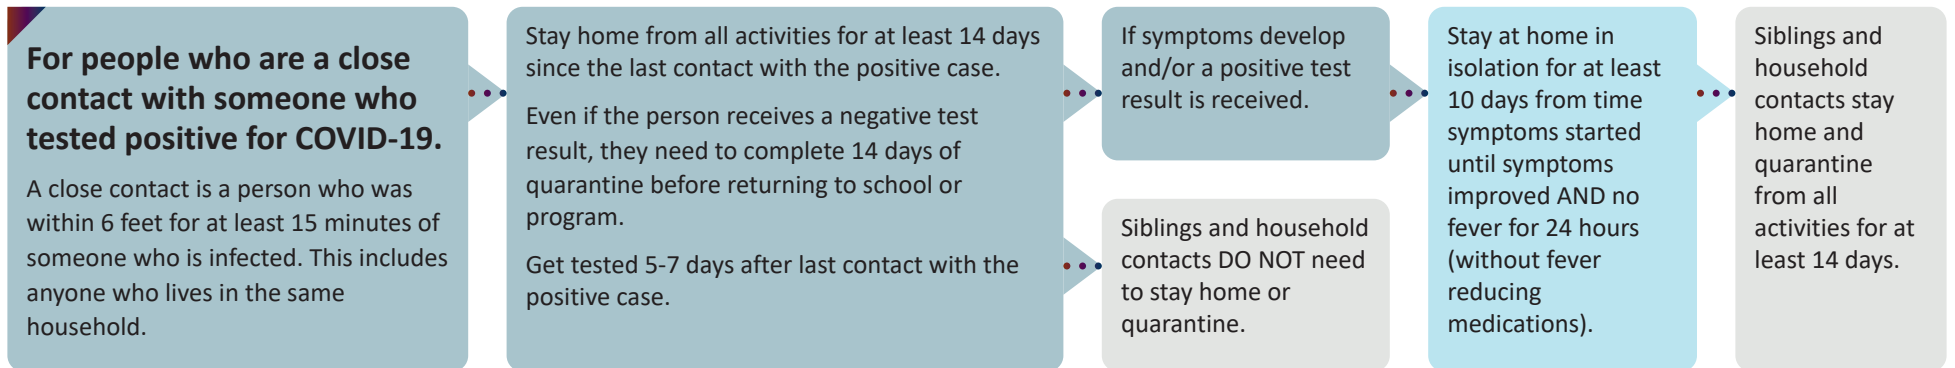 For people who are a close
contact with someone who
tested positive for COVID-19.
A close contact is a person who was
within 6 feet for at least 15 minutes of
someone who is infected. This includes
anyone who lives in the same
household.
Stay home from all activities for at least 14 days
since the last contact with the positive case.
Even if the person receives a negative test
result, they need to complete 14 days of
quarantine before returning to school or
program.
Get tested 5-7 days after last contact with the
positive case.
If symptoms develop
and/or a positive test
result is received.
Siblings and household
contacts DO NOT need
to stay home or
quarantine.
Stay at home in
isolation for at least
10 days from time
symptoms started
until symptoms
improved AND no
fever for 24 hours
(without fever
reducing
medications).
Siblings and
household
contacts stay
home and
quarantine
from all
activities for at
least 14 days.